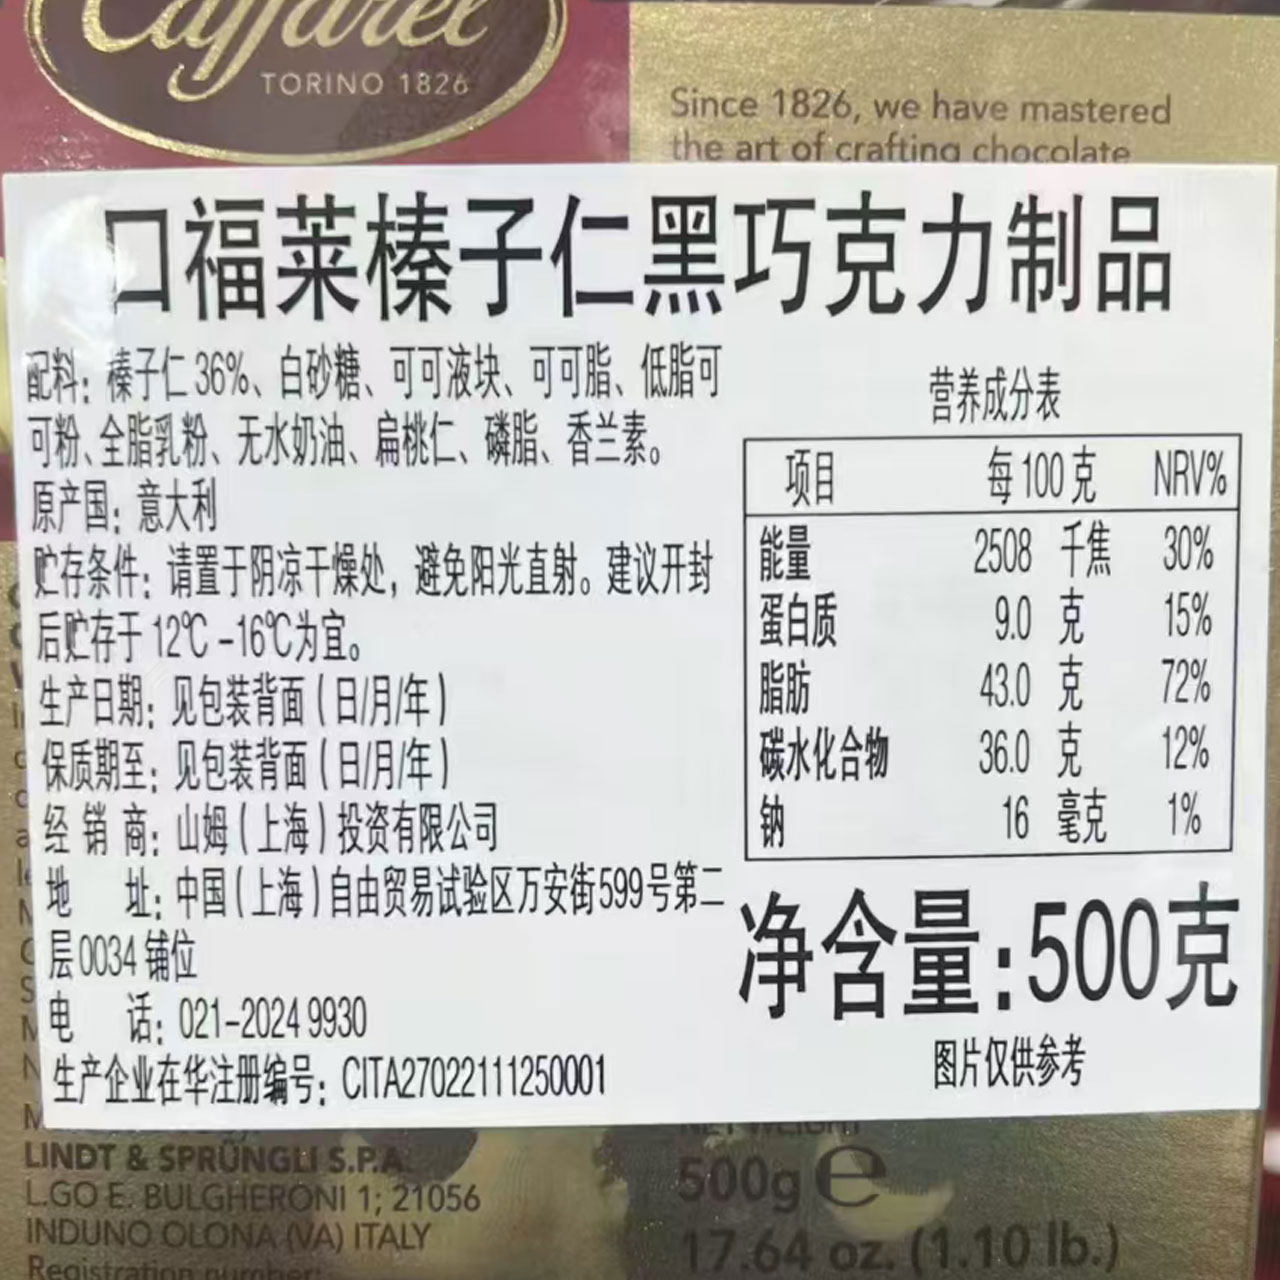 Caffarel
TORINO 1826
Since 1826, we have mastered
the art of crafting chocolate
口福莱榛子仁黑巧克力制品
配料：榛子仁36%、白砂糖、可可液块、可可脂、低脂可
可粉、全脂乳粉、无水奶油、扁桃仁、磷脂、香兰素。
原产国：意大利
贮存条件：请置于阴凉干燥处，避免阳光直射。建议开封
后贮存于12℃-16℃为宜。
生产日期：见包装背面(日/月/年)
保质期至：见包装背面(日/月/年)
经销商：山姆(上海)投资有限公司
地 址：中国(上海)自由贸易试验区万安街599号第二
层0034铺位
电 话：021-2024 9930
生产企业在华注册编号：CITA27022111250001
营养成分表
项目 每100克 NRV%
能量 2508 千焦 30%
蛋白质 9.0 克 15%
脂肪 43.0 克 72%
碳水化合物 36.0 克 12%
钠 16 毫克 1%
净含量:500克
图片仅供参考
LINDT & SPRÜNGLI S.P.A.
L.GO E. BULGHERONI 1; 21056
INDUNO OLONA (VA) ITALY
Registration number:
NET WEIGHT
500g e
17.64 oz. (1.10 lb.)